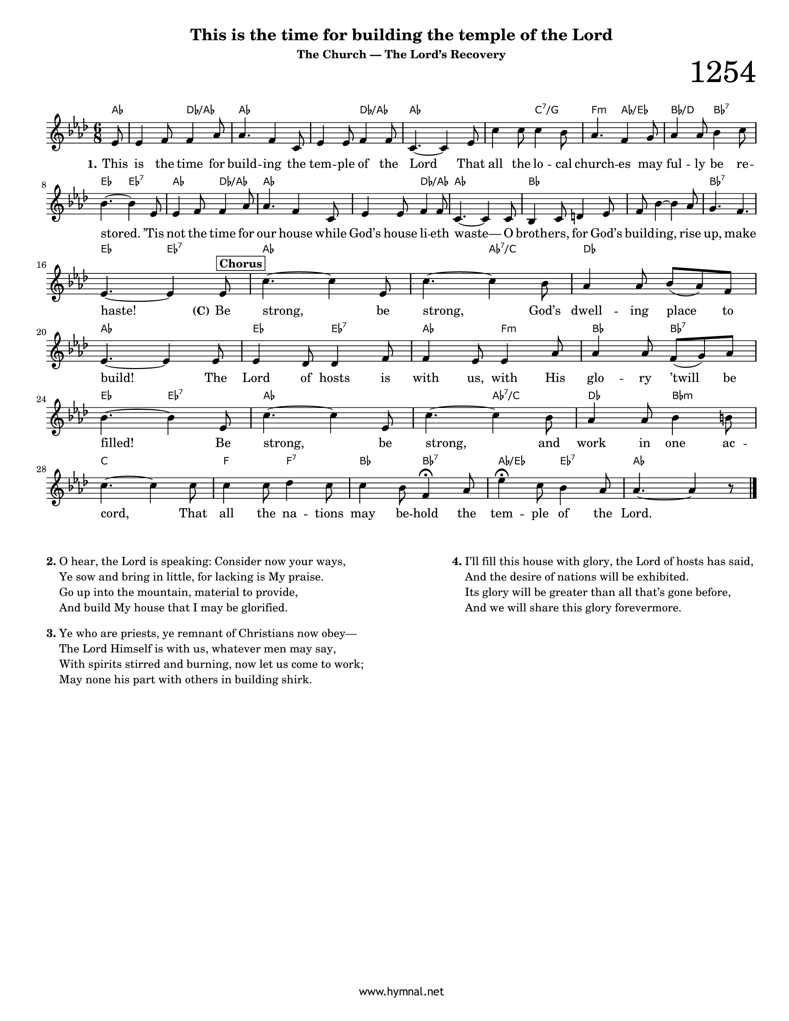 This is the time for building the temple of the Lord
The Church — The Lord's Recovery
1254
A♭ D♭/A♭ A♭ D♭/A♭ A♭ C7/G Fm A♭/E♭ B♭/D B♭7
6
8
1. This is the time for build-ing the tem-ple of the Lord That all the lo - cal church-es may ful - ly be re-
8 E♭ E♭7 A♭ D♭/A♭ A♭ D♭/A♭ A♭ B♭ B♭7
stored. 'Tis not the time for our house while God's house li-eth waste— O brothers, for God's building, rise up, make
E♭ E♭7 A♭ A♭7/C D♭
Chorus
16
haste! (C) Be strong, be strong, God's dwell - ing place to
20 A♭ E♭ E♭7 A♭ Fm B♭ B♭7
build! The Lord of hosts is with us, with His glo - ry 'twill be
24 E♭ E♭7 A♭ A♭7/C D♭ B♭m
filled! Be strong, be strong, and work in one ac -
28 C F F7 B♭ B♭7 A♭/E♭ E♭7 A♭
cord, That all the na - tions may be-hold the tem - ple of the Lord.
2. O hear, the Lord is speaking: Consider now your ways,
Ye sow and bring in little, for lacking is My praise.
Go up into the mountain, material to provide,
And build My house that I may be glorified.
3. Ye who are priests, ye remnant of Christians now obey—
The Lord Himself is with us, whatever men may say,
With spirits stirred and burning, now let us come to work;
May none his part with others in building shirk.
4. I'll fill this house with glory, the Lord of hosts has said,
And the desire of nations will be exhibited.
Its glory will be greater than all that's gone before,
And we will share this glory forevermore.
www.hymnal.net